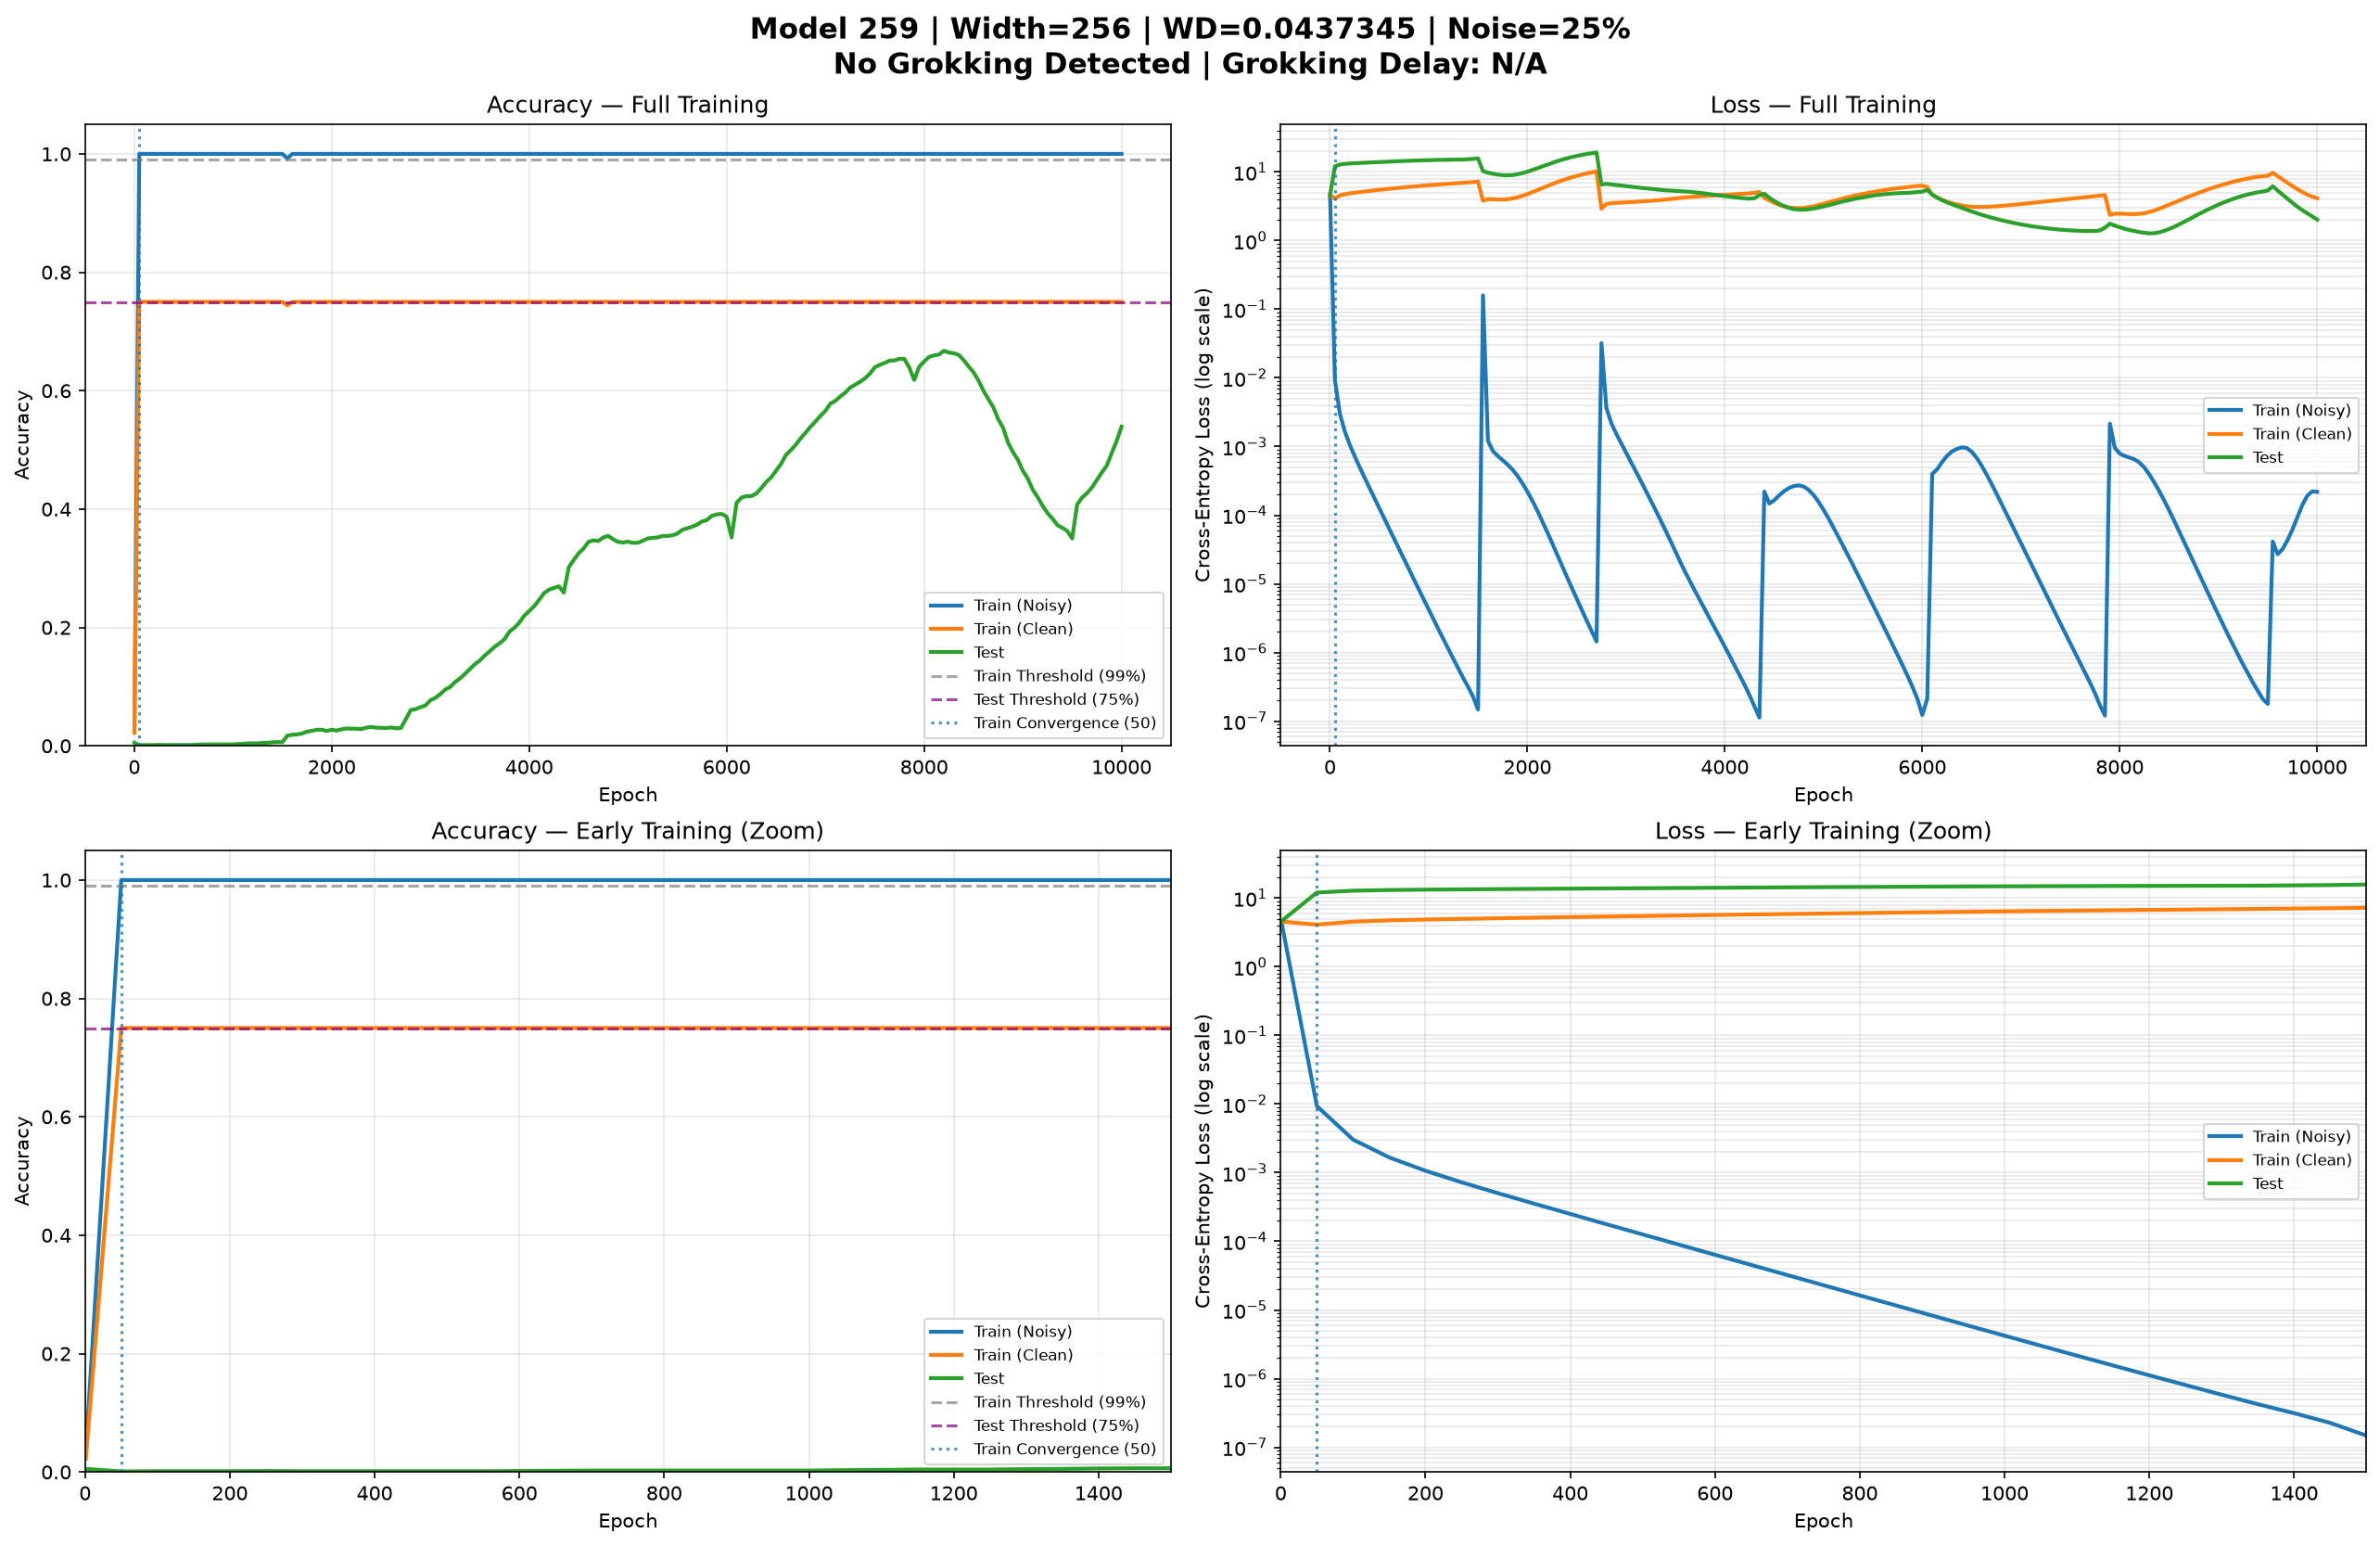 Model 259 | Width=256 | WD=0.0437345 | Noise=25%
No Grokking Detected | Grokking Delay: N/A
Accuracy — Full Training
Accuracy
1.0
0.8
0.6
0.4
0.2
0.0
Train (Noisy)
Train (Clean)
Test
Train Threshold (99%)
Test Threshold (75%)
Train Convergence (50)
0 2000 4000 6000 8000 10000
Epoch
Loss — Full Training
Cross-Entropy Loss (log scale)
10¹
10⁰
10⁻¹
10⁻²
10⁻³
10⁻⁴
10⁻⁵
10⁻⁶
10⁻⁷
Train (Noisy)
Train (Clean)
Test
0 2000 4000 6000 8000 10000
Epoch
Accuracy — Early Training (Zoom)
Accuracy
1.0
0.8
0.6
0.4
0.2
0.0
Train (Noisy)
Train (Clean)
Test
Train Threshold (99%)
Test Threshold (75%)
Train Convergence (50)
0 200 400 600 800 1000 1200 1400
Epoch
Loss — Early Training (Zoom)
Cross-Entropy Loss (log scale)
10¹
10⁰
10⁻¹
10⁻²
10⁻³
10⁻⁴
10⁻⁵
10⁻⁶
10⁻⁷
Train (Noisy)
Train (Clean)
Test
0 200 400 600 800 1000 1200 1400
Epoch